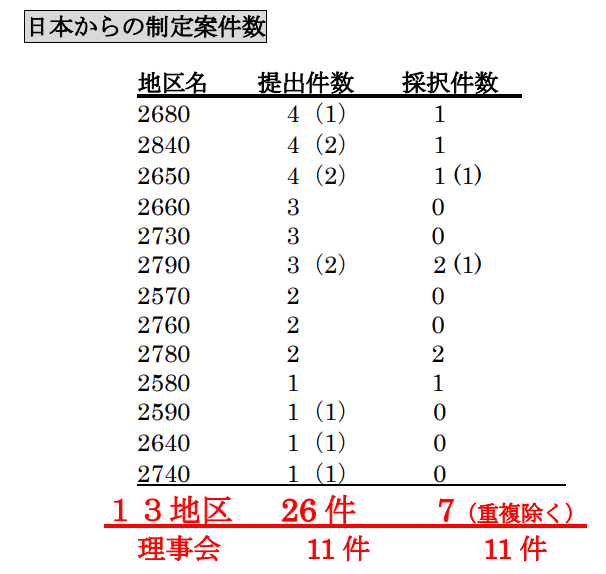 日本からの制定案件数
地区名 提出件数 採択件数
2680 4（1） 1
2840 4（2） 1
2650 4（2） 1 (1)
2660 3 0
2730 3 0
2790 3（2） 2 (1)
2570 2 0
2760 2 0
2780 2 2
2580 1 1
2590 1（1） 0
2640 1（1） 0
2740 1（1） 0
１３地区 26 件 ７（重複除く）
理事会 11 件 11 件